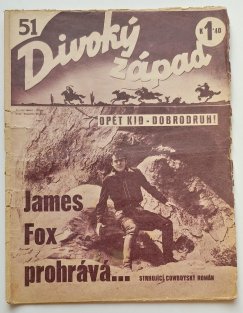 51
Divoký
západ
$1.40
OPĚT KID - DOBRODRUH!
James
Fox
prohrává...
STRHUJÍCÍ COWBOYSKÝ ROMÁN